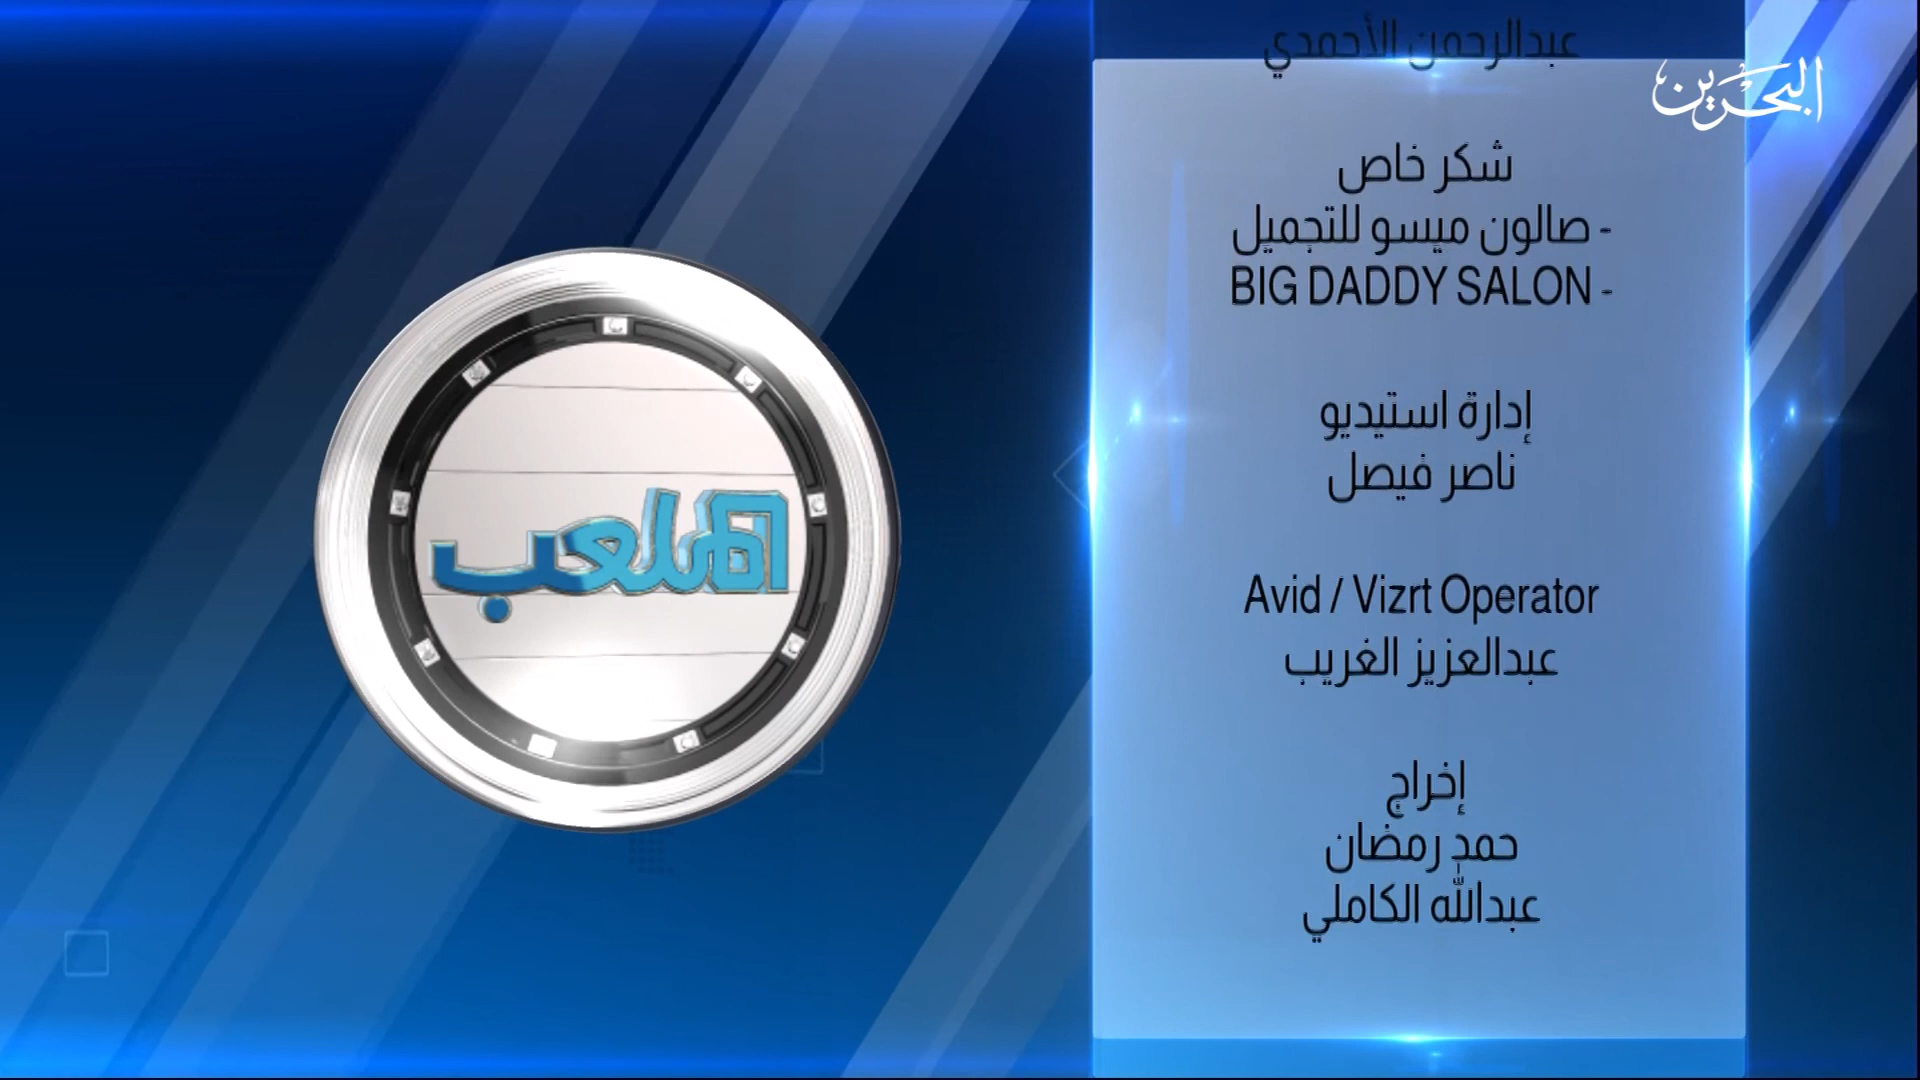 عبدالرحمن الأحمدي
البحرين
شكر خاص
- صالون ميسو للتجميل
BIG DADDY SALON -
إدارة استيديو
ناصر فيصل
Avid / Vizrt Operator
عبدالعزيز الغريب
إخراج
حمد رمضان
عبدالله الكاملي
الملعب